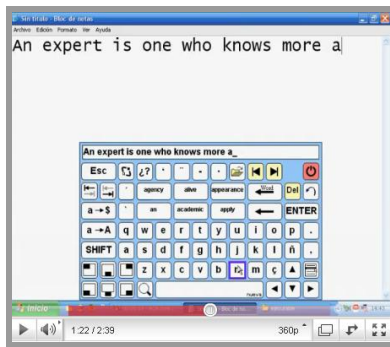 Sin título - Bloc de notas
Archivo Edición Formato Ver Ayuda
An expert is one who knows more a
An expert is one who knows more a_
Esc ¿?
agency alive appearance Word Del
a→$ an academic apply ENTER
a→A q w e r t y u i o p .
SHIFT a s d f g h j k l ñ ,
z x c v b n m ç
Inicio
1:22 / 2:39 360p